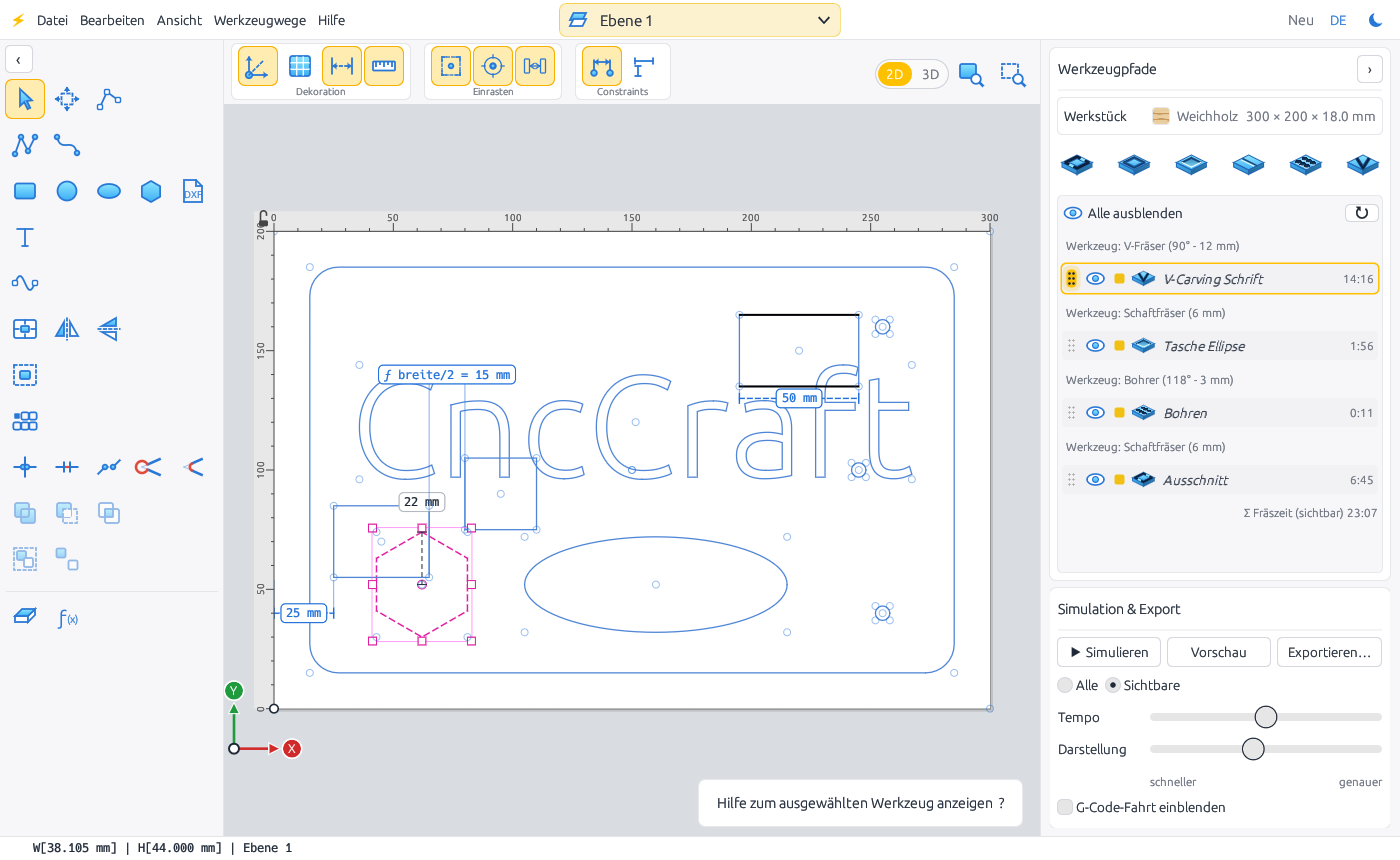 Datei Bearbeiten Ansicht Werkzeugwege Hilfe
Ebene 1
Neu DE
Dekoration
Einrasten
Constraints
2D 3D
DXF
T
f(x)
0 50 100 150 200 250 300
200
150
100
50
0
CncCraft
ƒ breite/2 = 15 mm
50 mm
22 mm
25 mm
Y
X
Hilfe zum ausgewählten Werkzeug anzeigen ?
Werkzeugpfade
Werkstück Weichholz 300 × 200 × 18.0 mm
Alle ausblenden
Werkzeug: V-Fräser (90° - 12 mm)
V-Carving Schrift 14:16
Werkzeug: Schaftfräser (6 mm)
Tasche Ellipse 1:56
Werkzeug: Bohrer (118° - 3 mm)
Bohren 0:11
Werkzeug: Schaftfräser (6 mm)
Ausschnitt 6:45
Σ Fräszeit (sichtbar) 23:07
Simulation & Export
Simulieren Vorschau Exportieren…
Alle Sichtbare
Tempo
Darstellung
schneller genauer
G-Code-Fahrt einblenden
W[38.105 mm] | H[44.000 mm] | Ebene 1